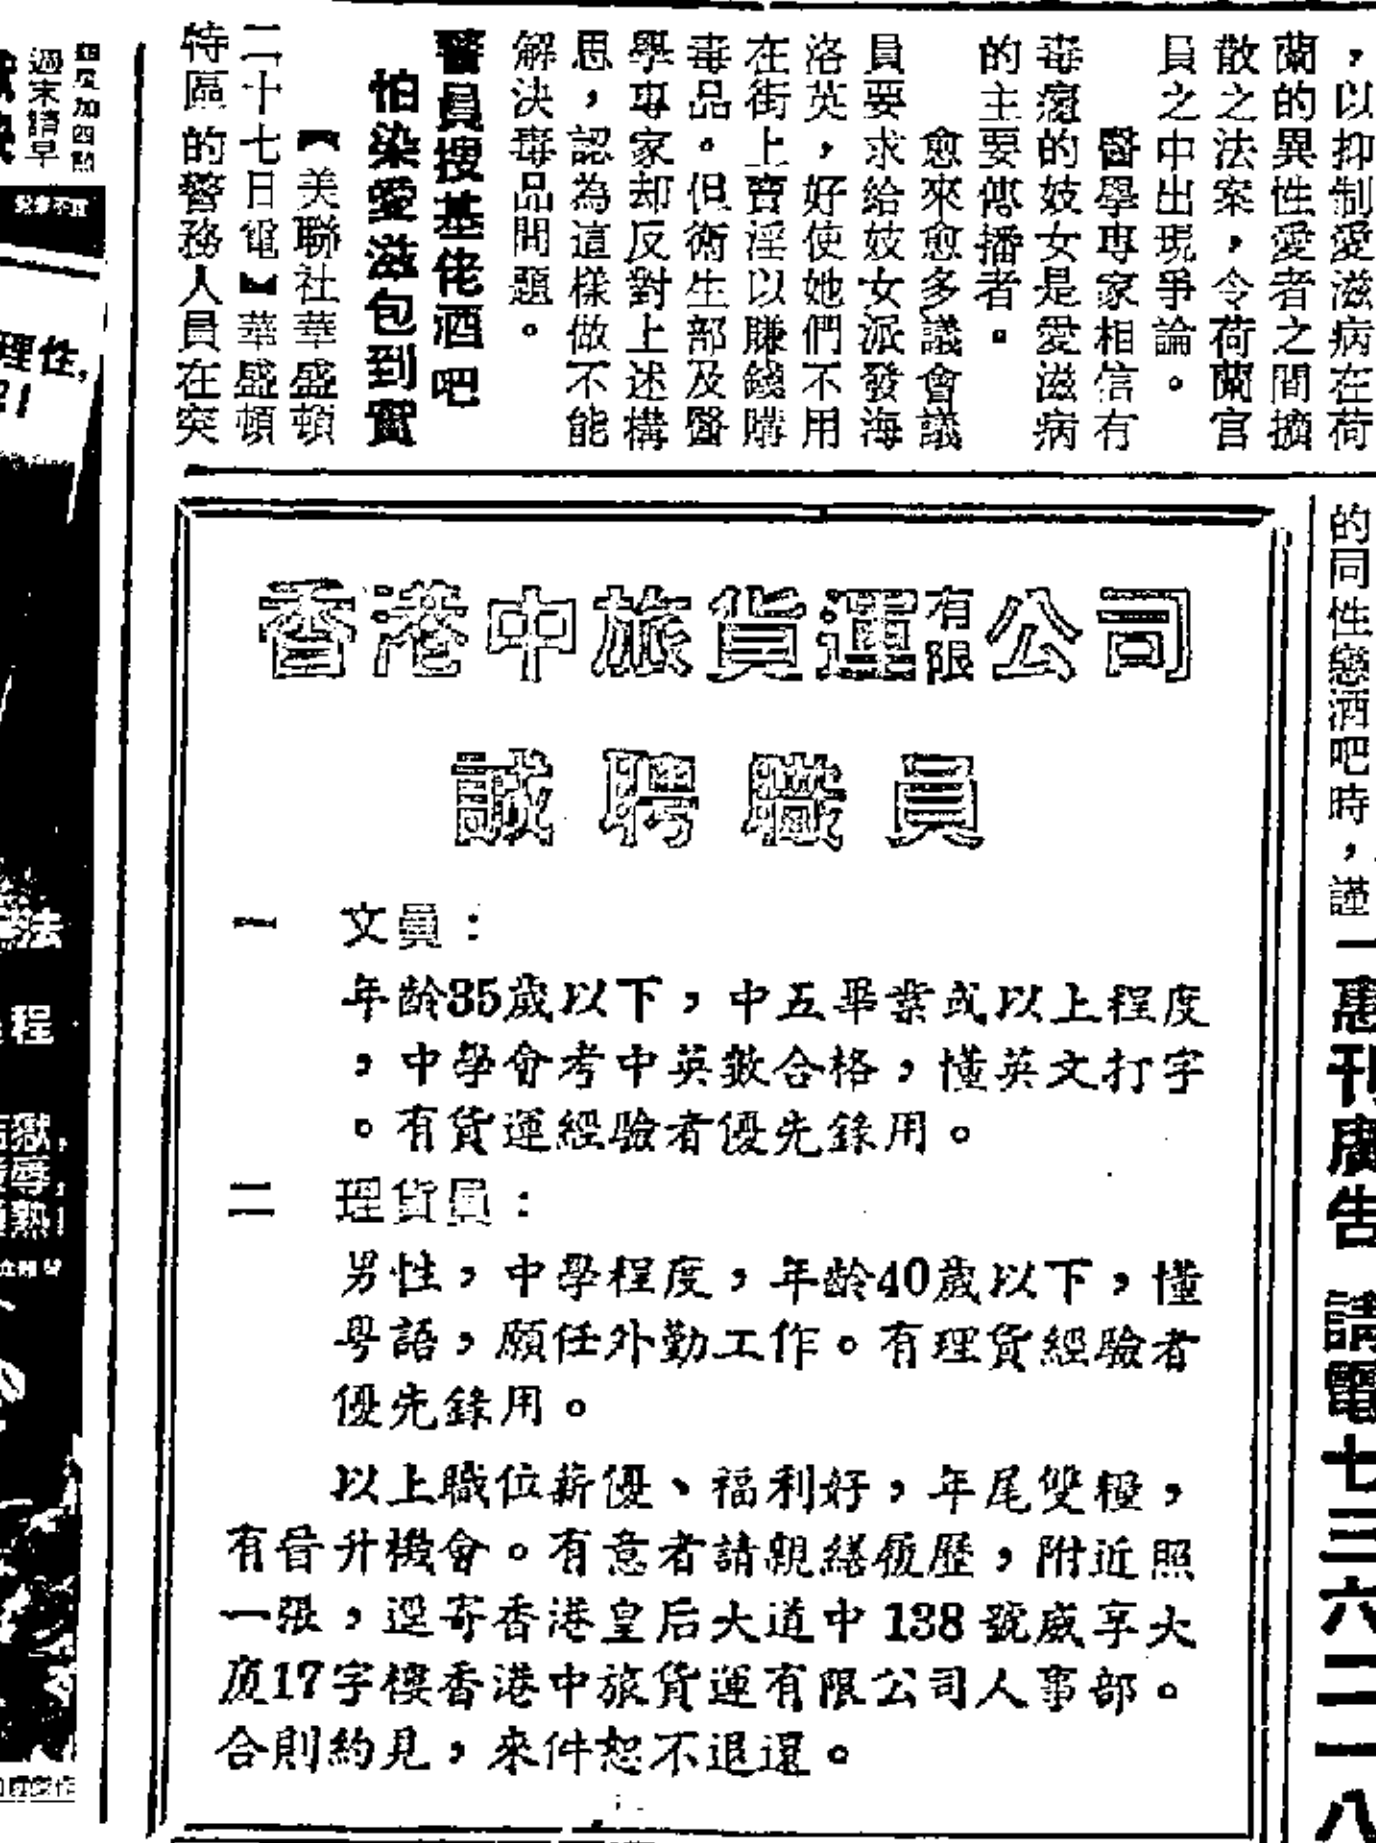 ，以抑制愛滋病在荷
蘭的異性愛者之間擴
散之法案，令荷蘭官
員之中出現爭論。
醫學專家相信有
毒癮的妓女是愛滋病
的主要傳播者。
愈來愈多議會議
員要求給妓女派發海
洛英，好使她們不用
在街上賣淫以賺錢購
毒品。但衛生部及醫
學專家却反對上述構
思，認為這樣做不能
解決毒品問題。
警員搜基佬酒吧
怕染愛滋包到實
【美聯社華盛頓
二十七日電】華盛頓
特區的警務人員在突
的同性戀酒吧時，
謹
惠刊廣告 請電七三六二一八
香港中旅貨運有限公司
誠聘職員
一 文員：
年齡35歲以下，中五畢業或以上程度
，中學會考中英數合格，懂英文打字
。有貨運經驗者優先錄用。
二 理貨員：
男性，中學程度，年齡40歲以下，懂
粤語，願任外勤工作。有理貨經驗者
優先錄用。
以上職位薪優、福利好，年尾雙糧，
有晉升機會。有意者請親繕履歷，附近照
一張，逕寄香港皇后大道中138號威享大
廈17字樓香港中旅貨運有限公司人事部。
合則約見，來件恕不退還。
週末請早
理性，
法
程
獄，
辱，
熟！